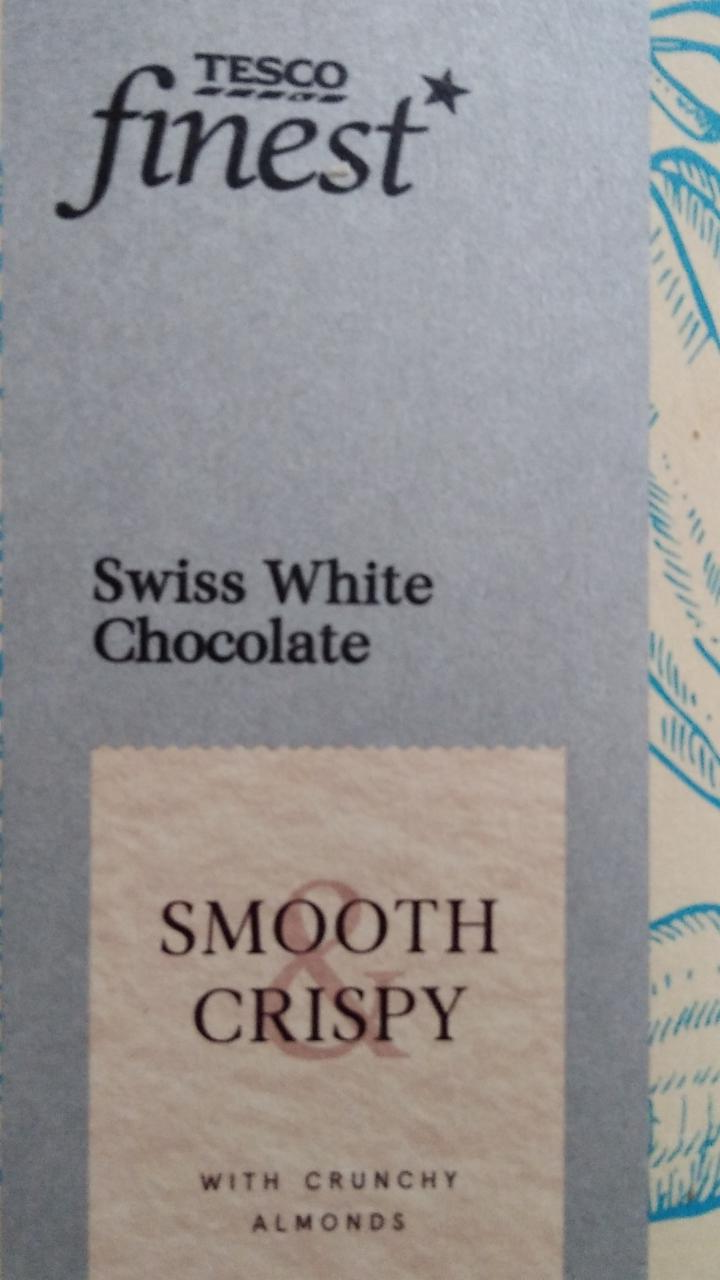 TESCO
finest*
Swiss White
Chocolate
SMOOTH
&
CRISPY
WITH CRUNCHY
ALMONDS